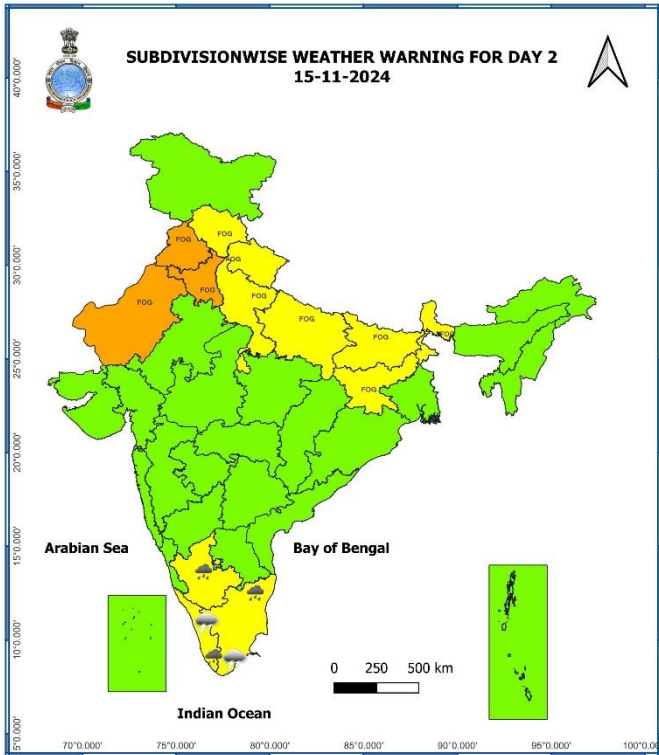 SUBDIVISIONWISE WEATHER WARNING FOR DAY 2
15-11-2024
40°0.000'
35°0.000'
30°0.000'
25°0.000'
20°0.000'
15°0.000'
10°0.000'
5°0.000'
FOG
FOG
FOG
FOG
FOG
FOG
FOG
FOG
FOG
FOG
Arabian Sea
Bay of Bengal
0 250 500 km
Indian Ocean
70°0.000' 75°0.000' 80°0.000' 85°0.000' 90°0.000' 95°0.000' 100°0.000'